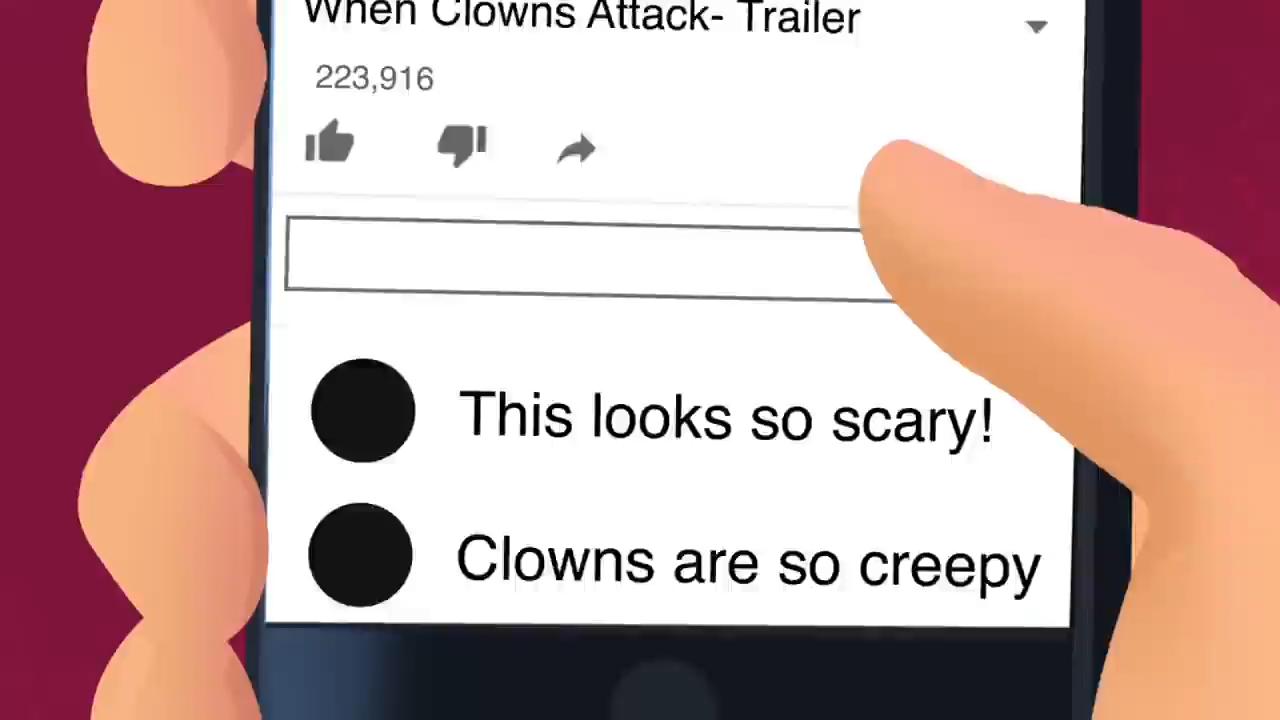 When Clowns Attack- Trailer
223,916
This looks so scary!
Clowns are so creepy